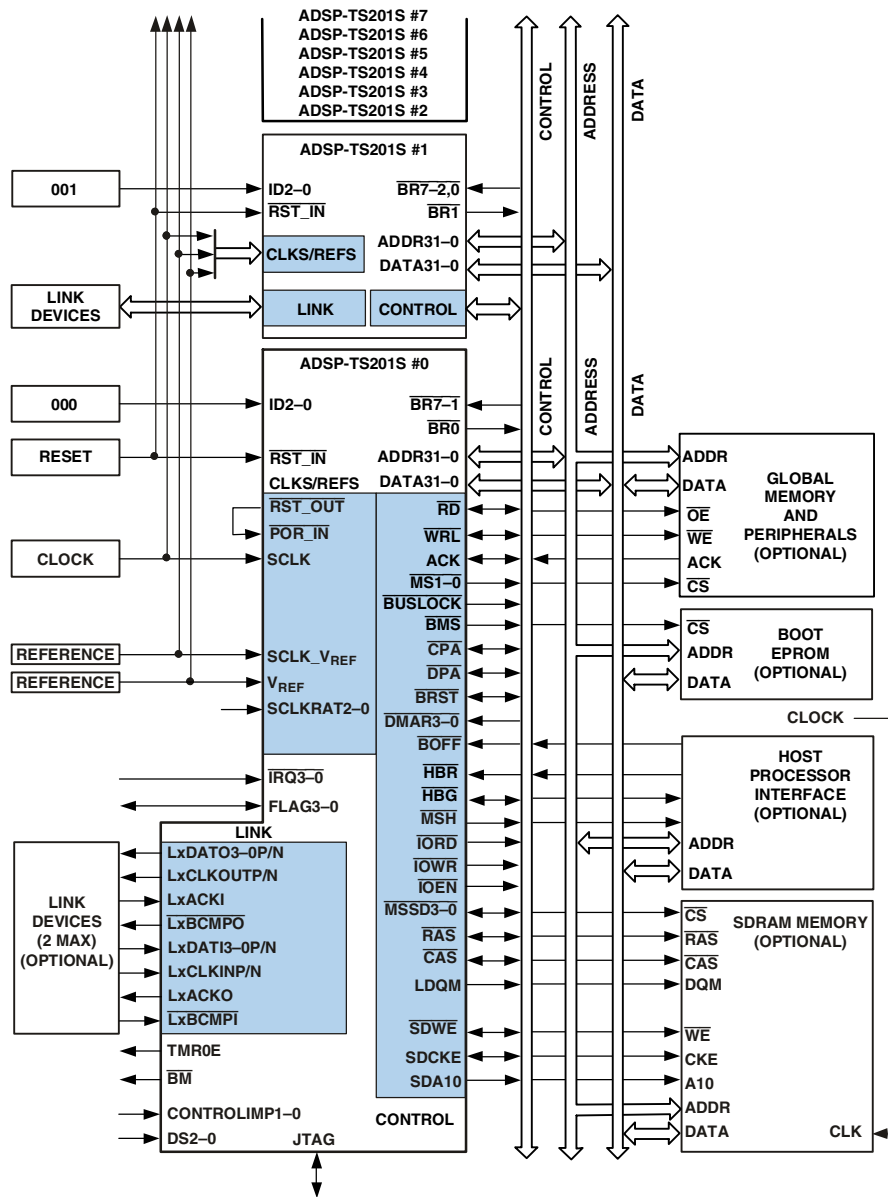 ADSP-TS201S #7
ADSP-TS201S #6
ADSP-TS201S #5
ADSP-TS201S #4
ADSP-TS201S #3
ADSP-TS201S #2
CONTROL
ADDRESS
DATA
ADSP-TS201S #1
001
ID2–0
BR7–2,0
RST_IN
BR1
ADDR31–0
CLKS/REFS
DATA31–0
LINK
DEVICES
LINK
CONTROL
ADSP-TS201S #0
CONTROL
ADDRESS
DATA
000
ID2–0
BR7–1
BR0
RESET
RST_IN
ADDR31–0
CLKS/REFS
DATA31–0
RST_OUT
RD
POR_IN
WRL
CLOCK
SCLK
ACK
MS1–0
BUSLOCK
BMS
REFERENCE
SCLK_VREF
CPA
REFERENCE
VREF
DPA
SCLKRAT2–0
BRST
DMAR3–0
BOFF
IRQ3–0
HBR
FLAG3–0
HBG
MSH
LINK
IORD
IOWR
IOEN
MSSD3–0
RAS
CAS
LDQM
SDWE
SDCKE
SDA10
CONTROL
LINK
DEVICES
(2 MAX)
(OPTIONAL)
LxDATO3–0P/N
LxCLKOUTP/N
LxACKI
LxBCMPO
LxDATI3–0P/N
LxCLKINP/N
LxACKO
LxBCMPI
TMR0E
BM
CONTROLIMP1–0
DS2–0
JTAG
ADDR
DATA
OE
WE
ACK
CS
GLOBAL
MEMORY
AND
PERIPHERALS
(OPTIONAL)
CS
ADDR
DATA
BOOT
EPROM
(OPTIONAL)
CLOCK
HOST
PROCESSOR
INTERFACE
(OPTIONAL)
ADDR
DATA
SDRAM MEMORY
(OPTIONAL)
CS
RAS
CAS
DQM
WE
CKE
A10
ADDR
DATA
CLK